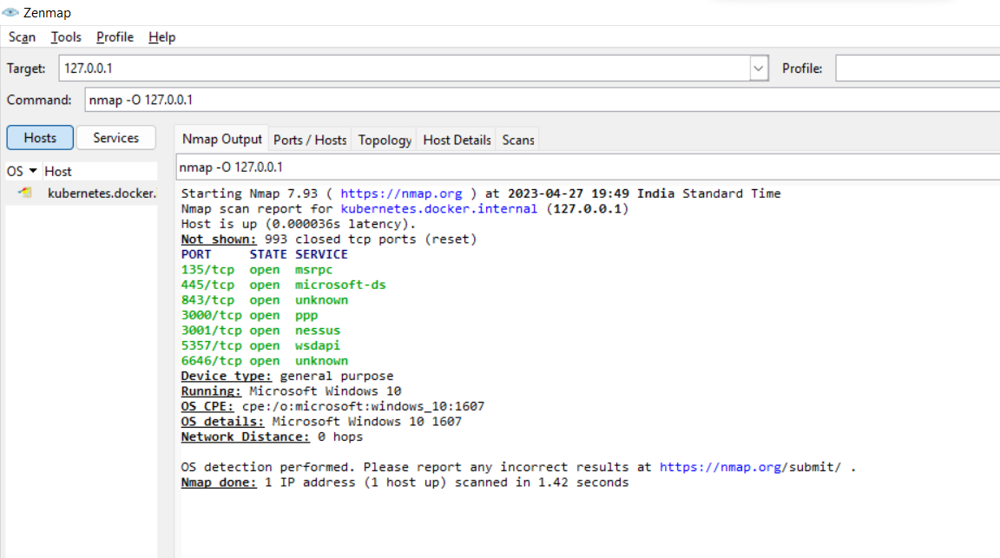 Zenmap
Scan Tools Profile Help
Target: 127.0.0.1 Profile:
Command: nmap -O 127.0.0.1
Hosts Services Nmap Output Ports / Hosts Topology Host Details Scans
OS Host nmap -O 127.0.0.1
kubernetes.docker.
Starting Nmap 7.93 ( https://nmap.org ) at 2023-04-27 19:49 India Standard Time
Nmap scan report for kubernetes.docker.internal (127.0.0.1)
Host is up (0.000036s latency).
Not shown: 993 closed tcp ports (reset)
PORT     STATE SERVICE
135/tcp  open  msrpc
445/tcp  open  microsoft-ds
843/tcp  open  unknown
3000/tcp open  ppp
3001/tcp open  nessus
5357/tcp open  wsdapi
6646/tcp open  unknown
Device type: general purpose
Running: Microsoft Windows 10
OS CPE: cpe:/o:microsoft:windows_10:1607
OS details: Microsoft Windows 10 1607
Network Distance: 0 hops
OS detection performed. Please report any incorrect results at https://nmap.org/submit/ .
Nmap done: 1 IP address (1 host up) scanned in 1.42 seconds